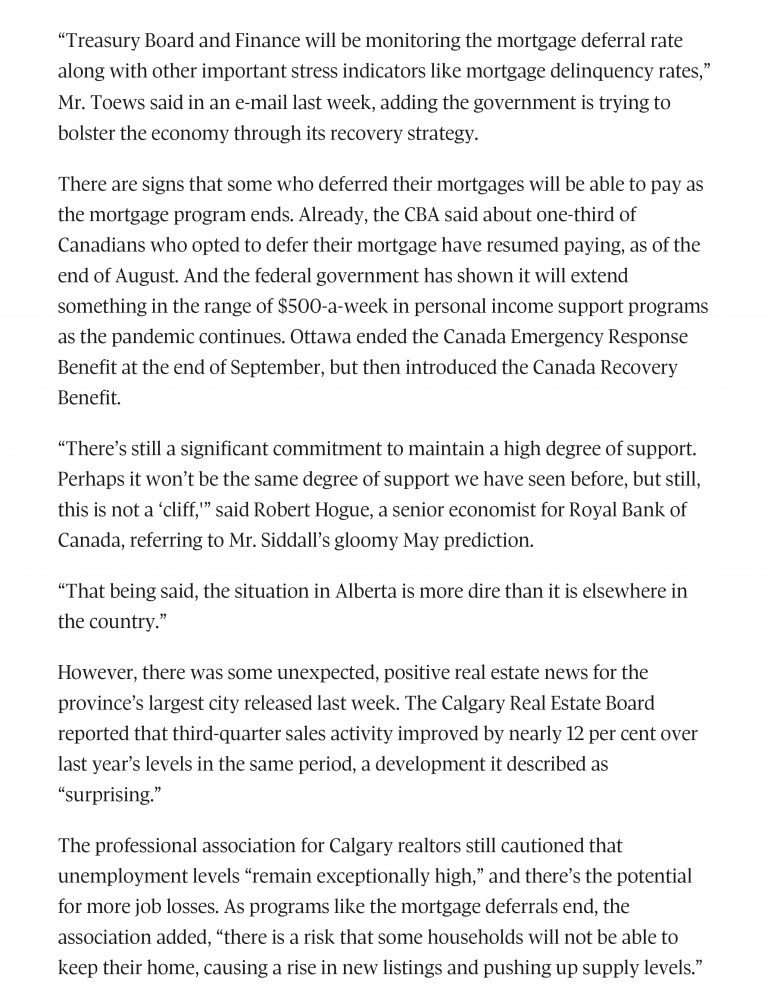 “Treasury Board and Finance will be monitoring the mortgage deferral rate
along with other important stress indicators like mortgage delinquency rates,”
Mr. Toews said in an e-mail last week, adding the government is trying to
bolster the economy through its recovery strategy.
There are signs that some who deferred their mortgages will be able to pay as
the mortgage program ends. Already, the CBA said about one-third of
Canadians who opted to defer their mortgage have resumed paying, as of the
end of August. And the federal government has shown it will extend
something in the range of $500-a-week in personal income support programs
as the pandemic continues. Ottawa ended the Canada Emergency Response
Benefit at the end of September, but then introduced the Canada Recovery
Benefit.
“There’s still a significant commitment to maintain a high degree of support.
Perhaps it won’t be the same degree of support we have seen before, but still,
this is not a ‘cliff,'” said Robert Hogue, a senior economist for Royal Bank of
Canada, referring to Mr. Siddall’s gloomy May prediction.
“That being said, the situation in Alberta is more dire than it is elsewhere in
the country.”
However, there was some unexpected, positive real estate news for the
province’s largest city released last week. The Calgary Real Estate Board
reported that third-quarter sales activity improved by nearly 12 per cent over
last year’s levels in the same period, a development it described as
“surprising.”
The professional association for Calgary realtors still cautioned that
unemployment levels “remain exceptionally high,” and there’s the potential
for more job losses. As programs like the mortgage deferrals end, the
association added, “there is a risk that some households will not be able to
keep their home, causing a rise in new listings and pushing up supply levels.”